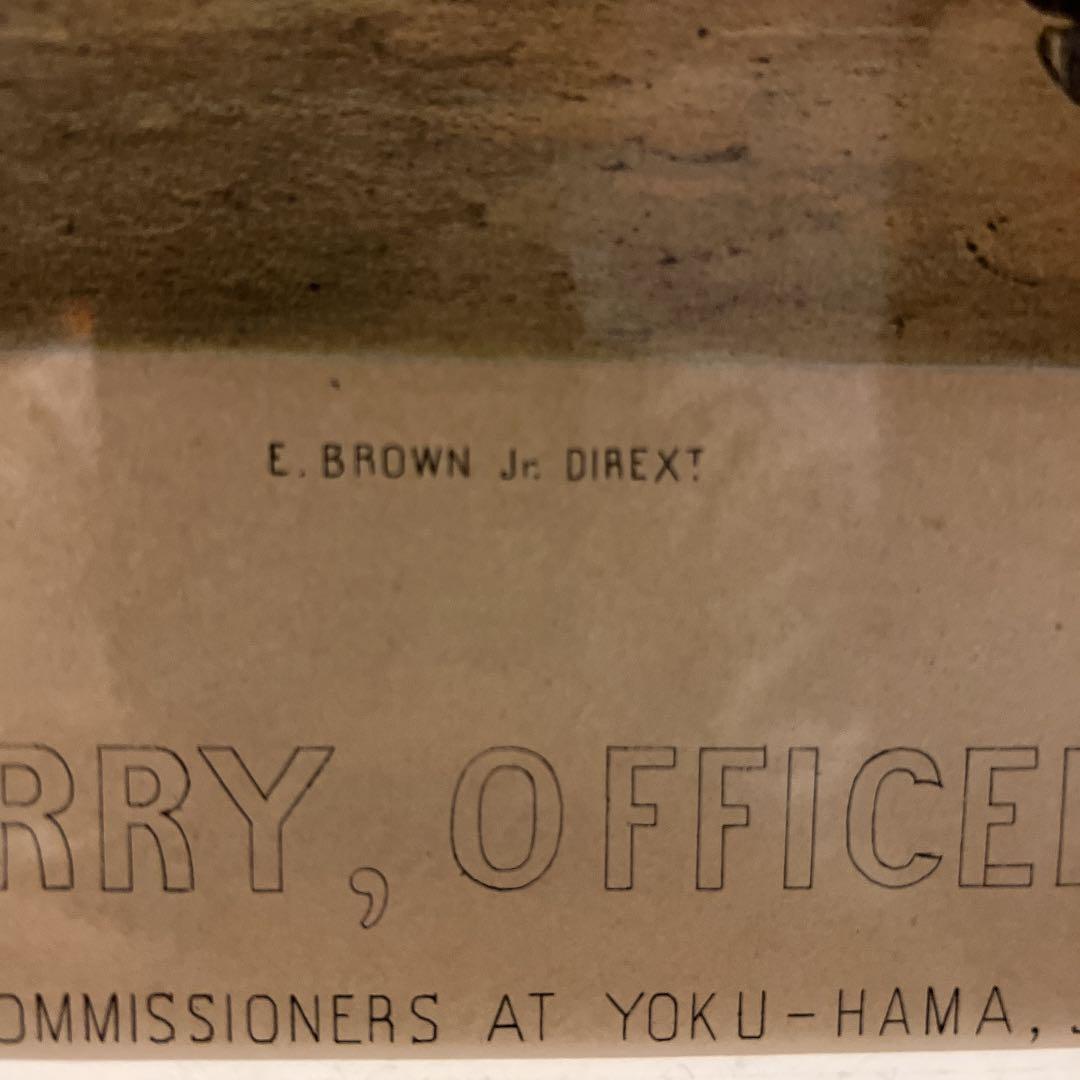 E. BROWN Jr. DIREXT
RRY, OFFICE
OMMISSIONERS AT YOKU-HAMA,